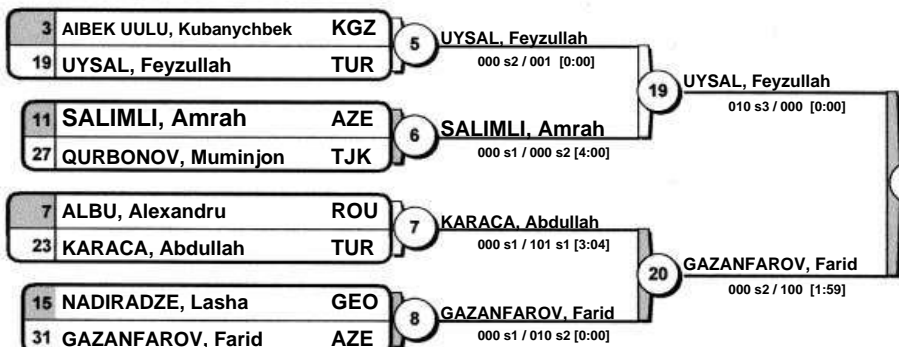 3 AIBEK UULU, Kubanychbek KGZ
19 UYSAL, Feyzullah TUR
5
UYSAL, Feyzullah
000 s2 / 001 [0:00]
11 SALIMLI, Amrah AZE
27 QURBONOV, Muminjon TJK
6
SALIMLI, Amrah
000 s1 / 000 s2 [4:00]
19
UYSAL, Feyzullah
010 s3 / 000 [0:00]
7 ALBU, Alexandru ROU
23 KARACA, Abdullah TUR
7
KARACA, Abdullah
000 s1 / 101 s1 [3:04]
15 NADIRADZE, Lasha GEO
31 GAZANFAROV, Farid AZE
8
GAZANFAROV, Farid
000 s1 / 010 s2 [0:00]
20
GAZANFAROV, Farid
000 s2 / 100 [1:59]